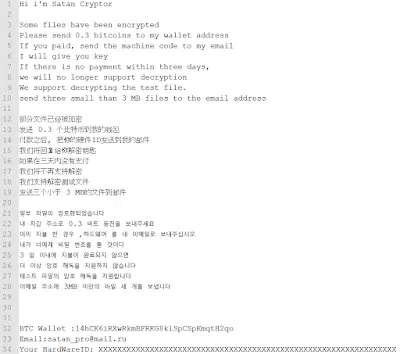 1 Hi i'm Satan Cryptor
2
3 Some files have been encrypted
4 Please send 0.3 bitcoins to my wallet address
5 If you paid, send the machine code to my email
6 I will give you key
7 If there is no payment within three days,
8 we will no longer support decryption
9 We support decrypting the test file.
10 send three small than 3 MB files to the email address
11
12 部分文件已经被加密
13 发送 0.3 个比特币到我的钱包
14 付款之后, 把你的硬件ID发送到我的邮件
15 我们将回复给你解密钥匙
16 如果在三天内没有支付
17 我们将不再支持解密
18 我们支持解密测试文件
19 发送三个小于 3 MB的文件到邮件
20
21 일부 파일이 암호화되었습니다
22 내 지갑 주소로 0.3 비트 동전을 보내주세요
23 이미 지불 한 경우 ,하드웨어 를 내 이메일로 보내주십시오
24 내가 너에게 비밀 번호를 줄 것이다
25 3 일 이내에 지불이 완료되지 않으면
26 더 이상 암호 해독을 지원하지 않습니다
27 테스트 파일의 암호 해독을 지원합니다
28 이메일 주소에 3MB 미만의 파일 세 개를 보냅니다
29
30
31
32 BTC Wallet :14hCK6iRXwRkmBFRKG8kiSpCSpKmqtH2qo
33 Email:satan_pro@mail.ru
34 Your HardWareID: XXXXXXXXXXXXXXXXXXXXXXXXXXXXXXXXXXXXXXXXXXXXXXXXXXXXXXXXXXXX